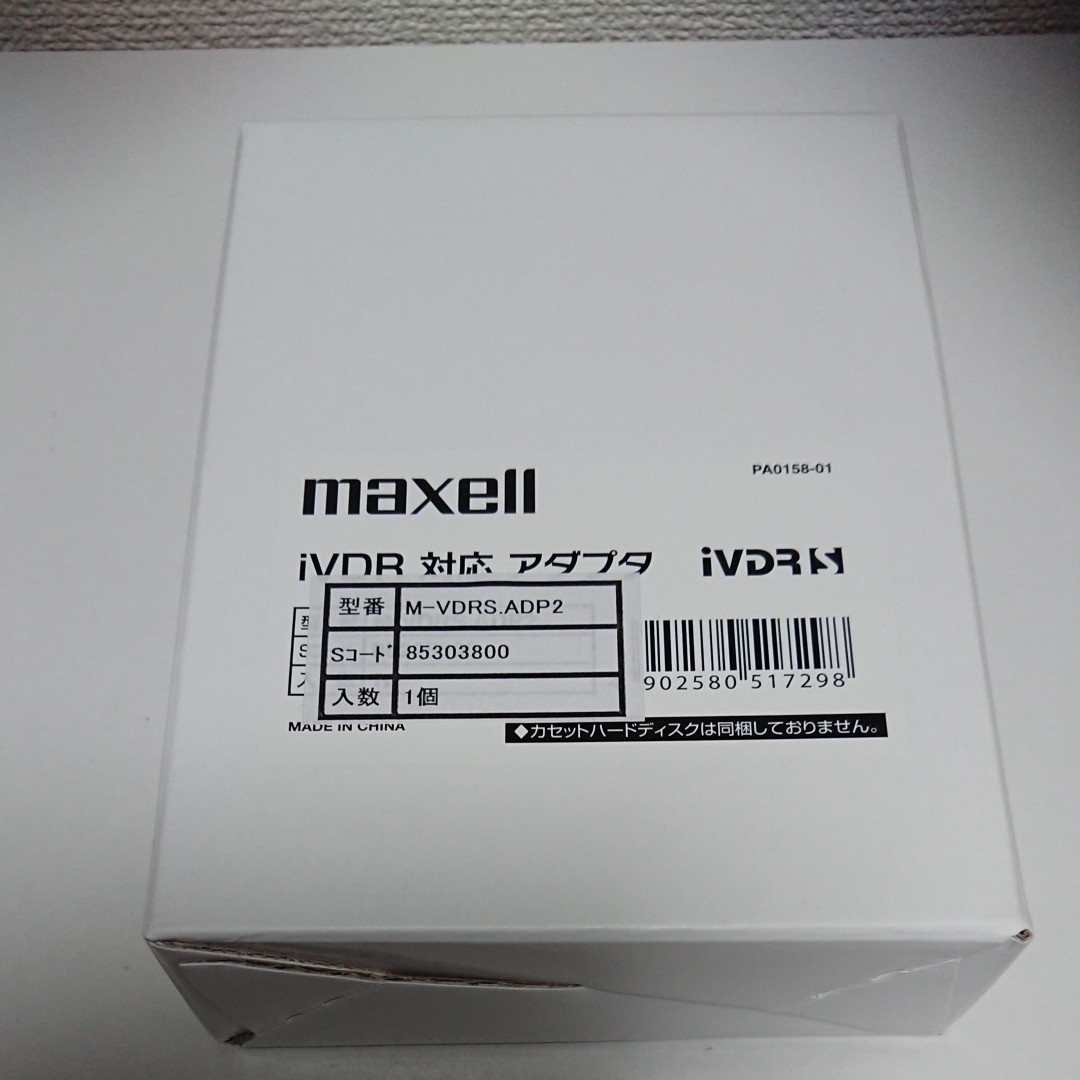 PA0158-01
maxell
iVDR 対応 アダプタ iVDR S
型番 M-VDRS.ADP2
Sコード 85303800
入数 1個
902580 517298
MADE IN CHINA
◆カセットハードディスクは同梱しておりません。